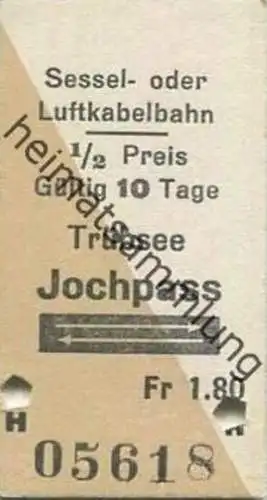 Sessel- oder
Luftkabelbahn
1/2 Preis
Gültig 10 Tage
Trübsee
Jochpass
Fr 1.80
H H
05618
heimatsammlung